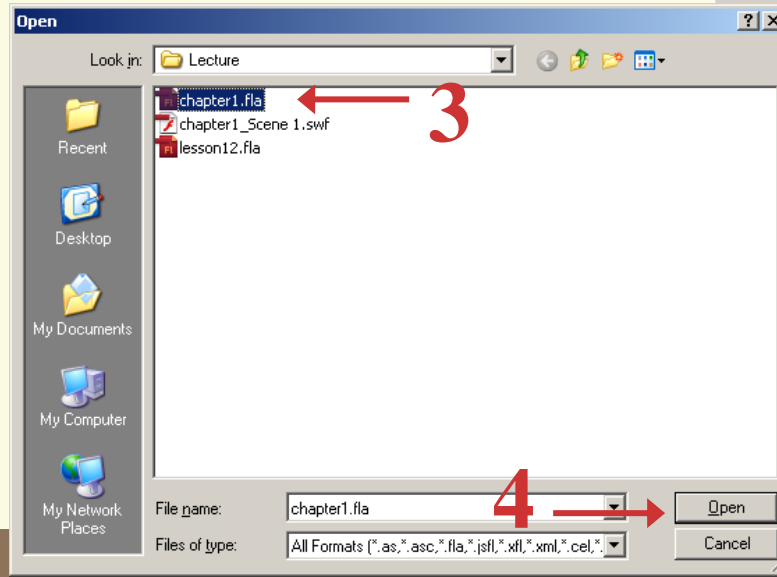 Open
Look in: Lecture
chapter1.fla 3
chapter1_Scene 1.swf
lesson12.fla
Recent
Desktop
My Documents
My Computer
My Network
Places
File name: chapter1.fla 4 Open
Files of type: All Formats (*.as,*.asc,*.fla,*.jsfl,*.xfl,*.xml,*.cel,*. Cancel